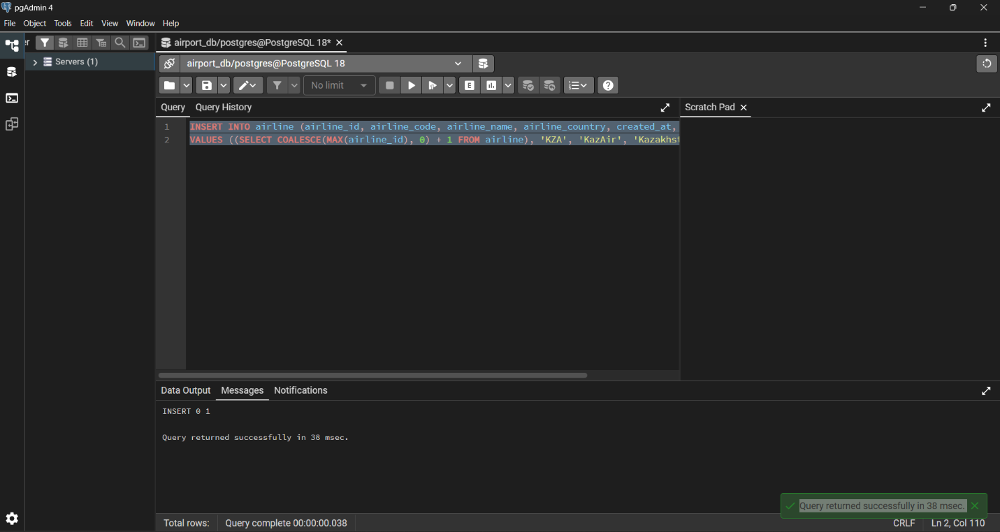 pgAdmin 4
File Object Tools Edit View Window Help
er
airport_db/postgres@PostgreSQL 18*
Servers (1)
airport_db/postgres@PostgreSQL 18
No limit
E
Query Query History
Scratch Pad
1 INSERT INTO airline (airline_id, airline_code, airline_name, airline_country, created_at,
2 VALUES ((SELECT COALESCE(MAX(airline_id), 0) + 1 FROM airline), 'KZA', 'KazAir', 'Kazakhst
Data Output Messages Notifications
INSERT 0 1
Query returned successfully in 38 msec.
Query returned successfully in 38 msec.
Total rows: Query complete 00:00:00.038
CRLF Ln 2, Col 110